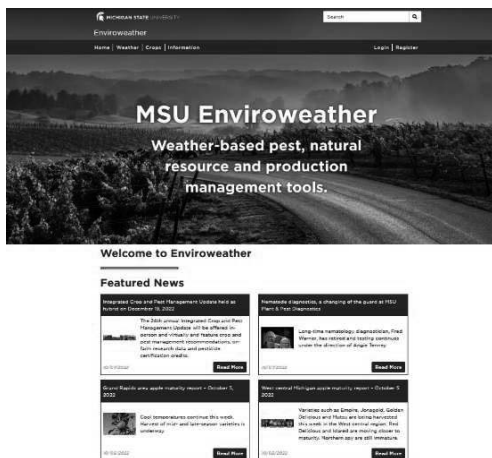 MICHIGAN STATE UNIVERSITY
Search
Enviroweather
Home | Weather | Crops | Information
Login | Register
MSU Enviroweather
Weather-based pest, natural
resource and production
management tools.
Welcome to Enviroweather
Featured News
Integrated Crop and Pest Management Update held as
hybrid on December 15, 2022
The 26th annual Integrated Crop and Pest
Management Update will be offered in-
person and virtually and feature crop and
pest management recommendations, on-
farm research data and pesticide
certification credits.
Read More
Nematode diagnostics, a changing of the guard at MSU
Plant & Pest Diagnostics
Long-time nematology diagnostician, Fred
Warner, has retired and testing continues
under the direction of Angie Tenney.
Read More
Grand Rapids area apple maturity report – October 5,
2022
Cool temperatures continue this week.
Harvest of mid- and late-season varieties is
underway.
Read More
West central Michigan apple maturity report – October 5
2022
Varieties such as Empire, Jonagold, Golden
Delicious and Mutsu are being harvested
this week in the West central region. Red
Delicious and Idared are moving closer to
maturity. Northern spy are still immature.
Read More